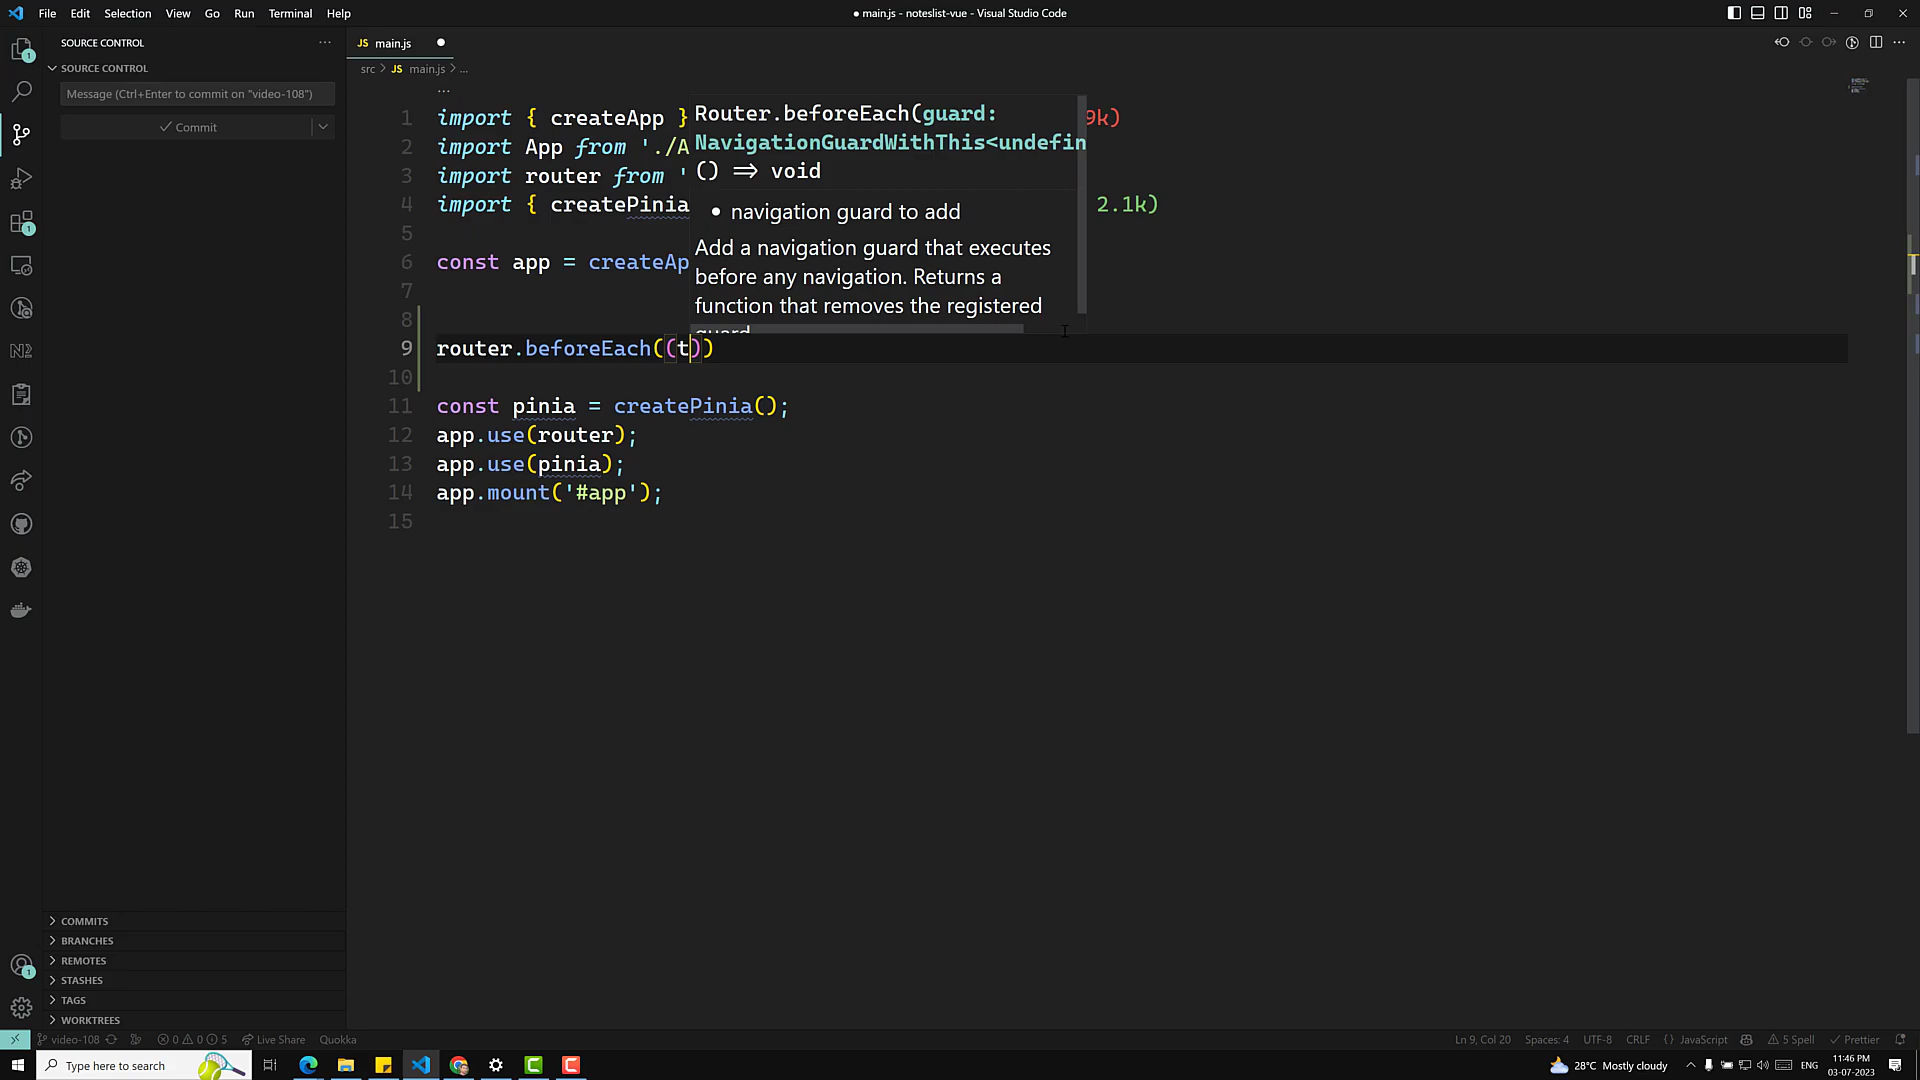 File Edit Selection View Go Run Terminal Help
● main.js - noteslist-vue - Visual Studio Code
SOURCE CONTROL ...
SOURCE CONTROL
Message (Ctrl+Enter to commit on "video-108")
Commit
COMMITS
BRANCHES
REMOTES
STASHES
TAGS
WORKTREES
JS main.js
src > JS main.js > ...
...
1 import { createApp } 9k)
2 import App from './A
3 import router from '
4 import { createPinia 2.1k)
5
6 const app = createAp
7
8
9 router.beforeEach((t))
10
11 const pinia = createPinia();
12 app.use(router);
13 app.use(pinia);
14 app.mount('#app');
15
Router.beforeEach(guard:
NavigationGuardWithThis<undefin
() => void
• navigation guard to add
Add a navigation guard that executes
before any navigation. Returns a
function that removes the registered
guard
video-108 0 0 5 Live Share Quokka Ln 9, Col 20 Spaces: 4 UTF-8 CRLF {} JavaScript 5 Spell Prettier
Type here to search 28°C Mostly cloudy ENG 11:46 PM
03-07-2023